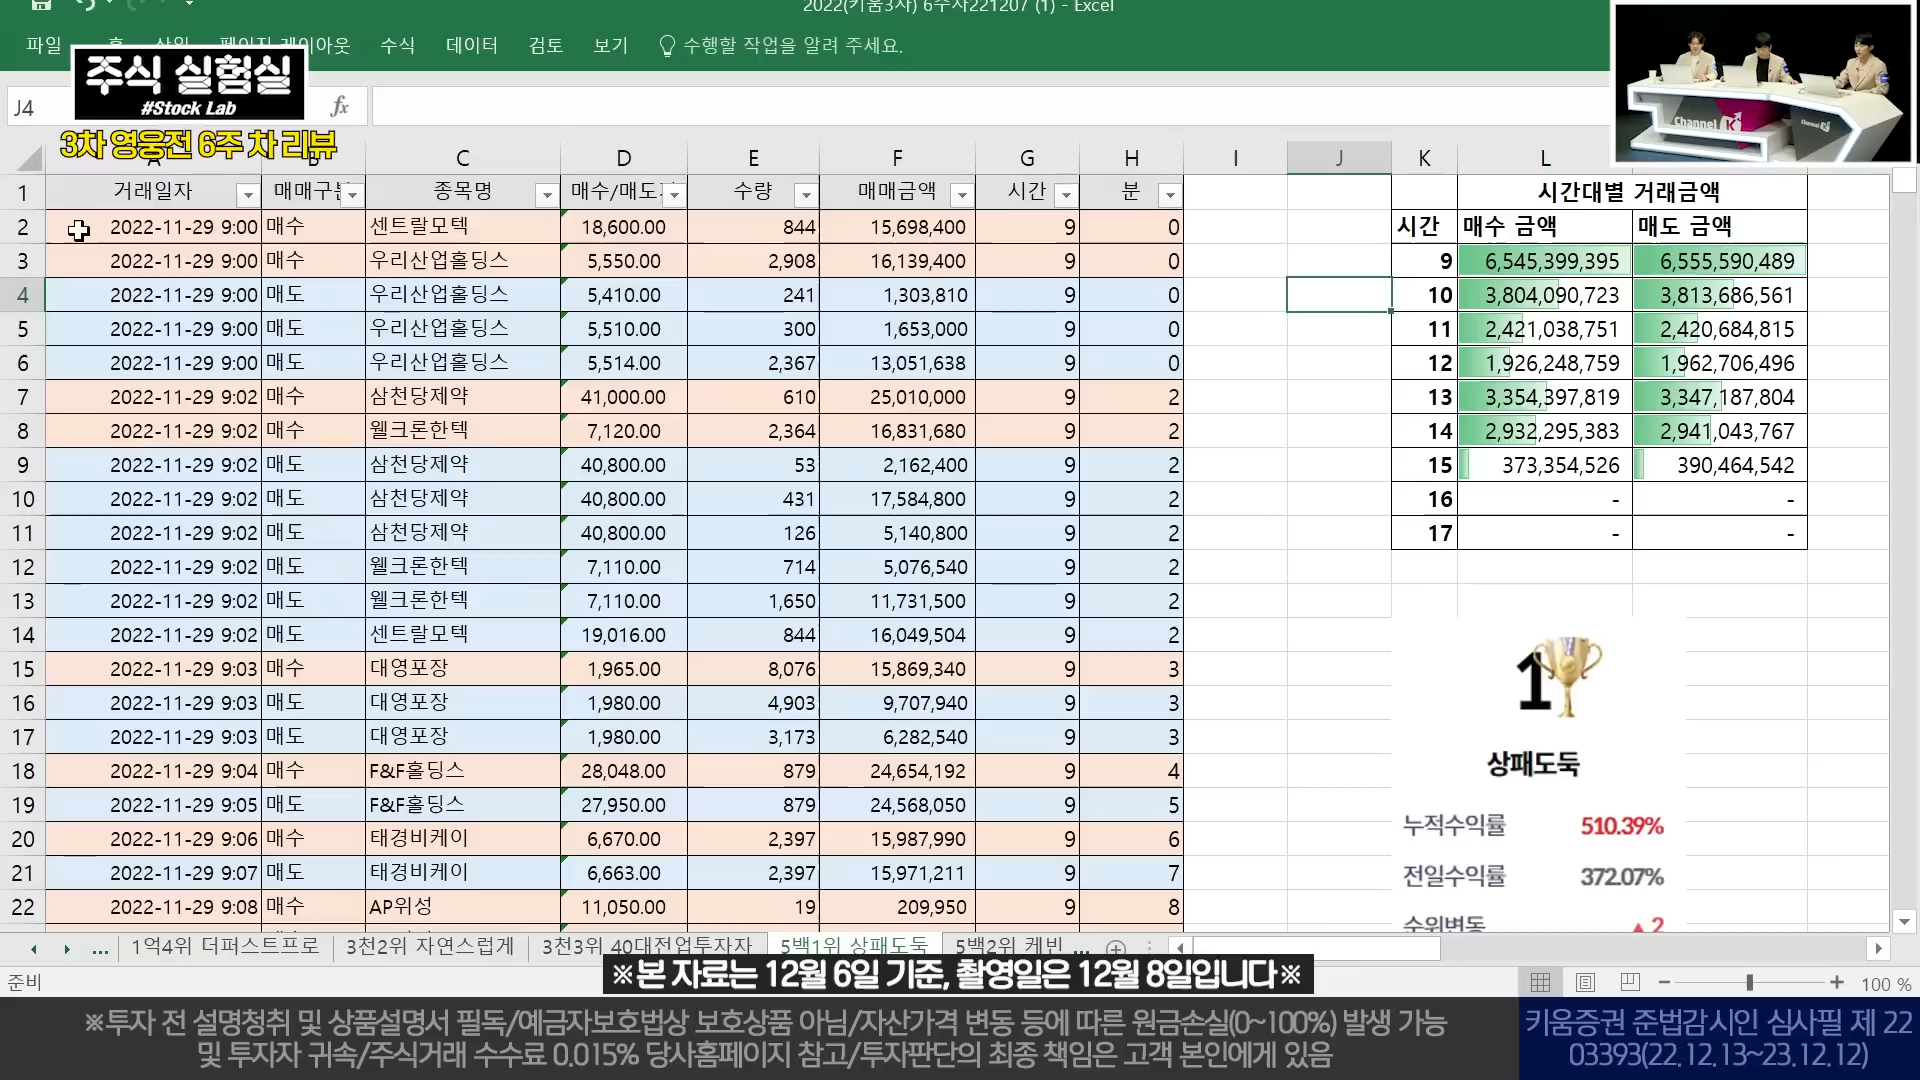 2022(키움3차) 6주차221207 (1) - Excel
파일 홈 삽입 페이지 레이아웃 수식 데이터 검토 보기 수행할 작업을 알려 주세요.
주식 실험실
#Stock Lab
3차 영웅전 6주 차 리뷰
J4 fx
Channel K
A B C D E F G H I J K L
1 거래일자 매매구분 종목명 매수/매도 수량 매매금액 시간 분 시간대별 거래금액
2 2022-11-29 9:00 매수 센트랄모텍 18,600.00 844 15,698,400 9 0 시간 매수 금액 매도 금액
3 2022-11-29 9:00 매수 우리산업홀딩스 5,550.00 2,908 16,139,400 9 0 9 6,545,399,395 6,555,590,489
4 2022-11-29 9:00 매도 우리산업홀딩스 5,410.00 241 1,303,810 9 0 10 3,804,090,723 3,813,686,561
5 2022-11-29 9:00 매도 우리산업홀딩스 5,510.00 300 1,653,000 9 0 11 2,421,038,751 2,420,684,815
6 2022-11-29 9:00 매도 우리산업홀딩스 5,514.00 2,367 13,051,638 9 0 12 1,926,248,759 1,962,706,496
7 2022-11-29 9:02 매수 삼천당제약 41,000.00 610 25,010,000 9 2 13 3,354,397,819 3,347,187,804
8 2022-11-29 9:02 매수 웰크론한텍 7,120.00 2,364 16,831,680 9 2 14 2,932,295,383 2,941,043,767
9 2022-11-29 9:02 매도 삼천당제약 40,800.00 53 2,162,400 9 2 15 373,354,526 390,464,542
10 2022-11-29 9:02 매도 삼천당제약 40,800.00 431 17,584,800 9 2 16 - -
11 2022-11-29 9:02 매도 삼천당제약 40,800.00 126 5,140,800 9 2 17 - -
12 2022-11-29 9:02 매도 웰크론한텍 7,110.00 714 5,076,540 9 2
13 2022-11-29 9:02 매도 웰크론한텍 7,110.00 1,650 11,731,500 9 2
14 2022-11-29 9:02 매도 센트랄모텍 19,016.00 844 16,049,504 9 2
15 2022-11-29 9:03 매수 대영포장 1,965.00 8,076 15,869,340 9 3
16 2022-11-29 9:03 매도 대영포장 1,980.00 4,903 9,707,940 9 3
17 2022-11-29 9:03 매도 대영포장 1,980.00 3,173 6,282,540 9 3
18 2022-11-29 9:04 매수 F&F홀딩스 28,048.00 879 24,654,192 9 4
19 2022-11-29 9:05 매도 F&F홀딩스 27,950.00 879 24,568,050 9 5
20 2022-11-29 9:06 매수 태경비케이 6,670.00 2,397 15,987,990 9 6
21 2022-11-29 9:07 매도 태경비케이 6,663.00 2,397 15,971,211 9 7
22 2022-11-29 9:08 매수 AP위성 11,050.00 19 209,950 9 8
1
상패도둑
누적수익률 510.39%
전일수익률 372.07%
순위변동 ▲2
... 1억4위 더퍼스트프로 3천2위 자연스럽게 3천3위 40대전업투자자 5백1위 상패도둑 5백2위 케빈 ...
준비 100 %
※본 자료는 12월 6일 기준, 촬영일은 12월 8일입니다※
※투자 전 설명청취 및 상품설명서 필독/예금자보호법상 보호상품 아님/자산가격 변동 등에 따른 원금손실(0~100%) 발생 가능
및 투자자 귀속/주식거래 수수료 0.015% 당사홈페이지 참고/투자판단의 최종 책임은 고객 본인에게 있음
키움증권 준법감시인 심사필 제 22
03393(22.12.13~23.12.12)